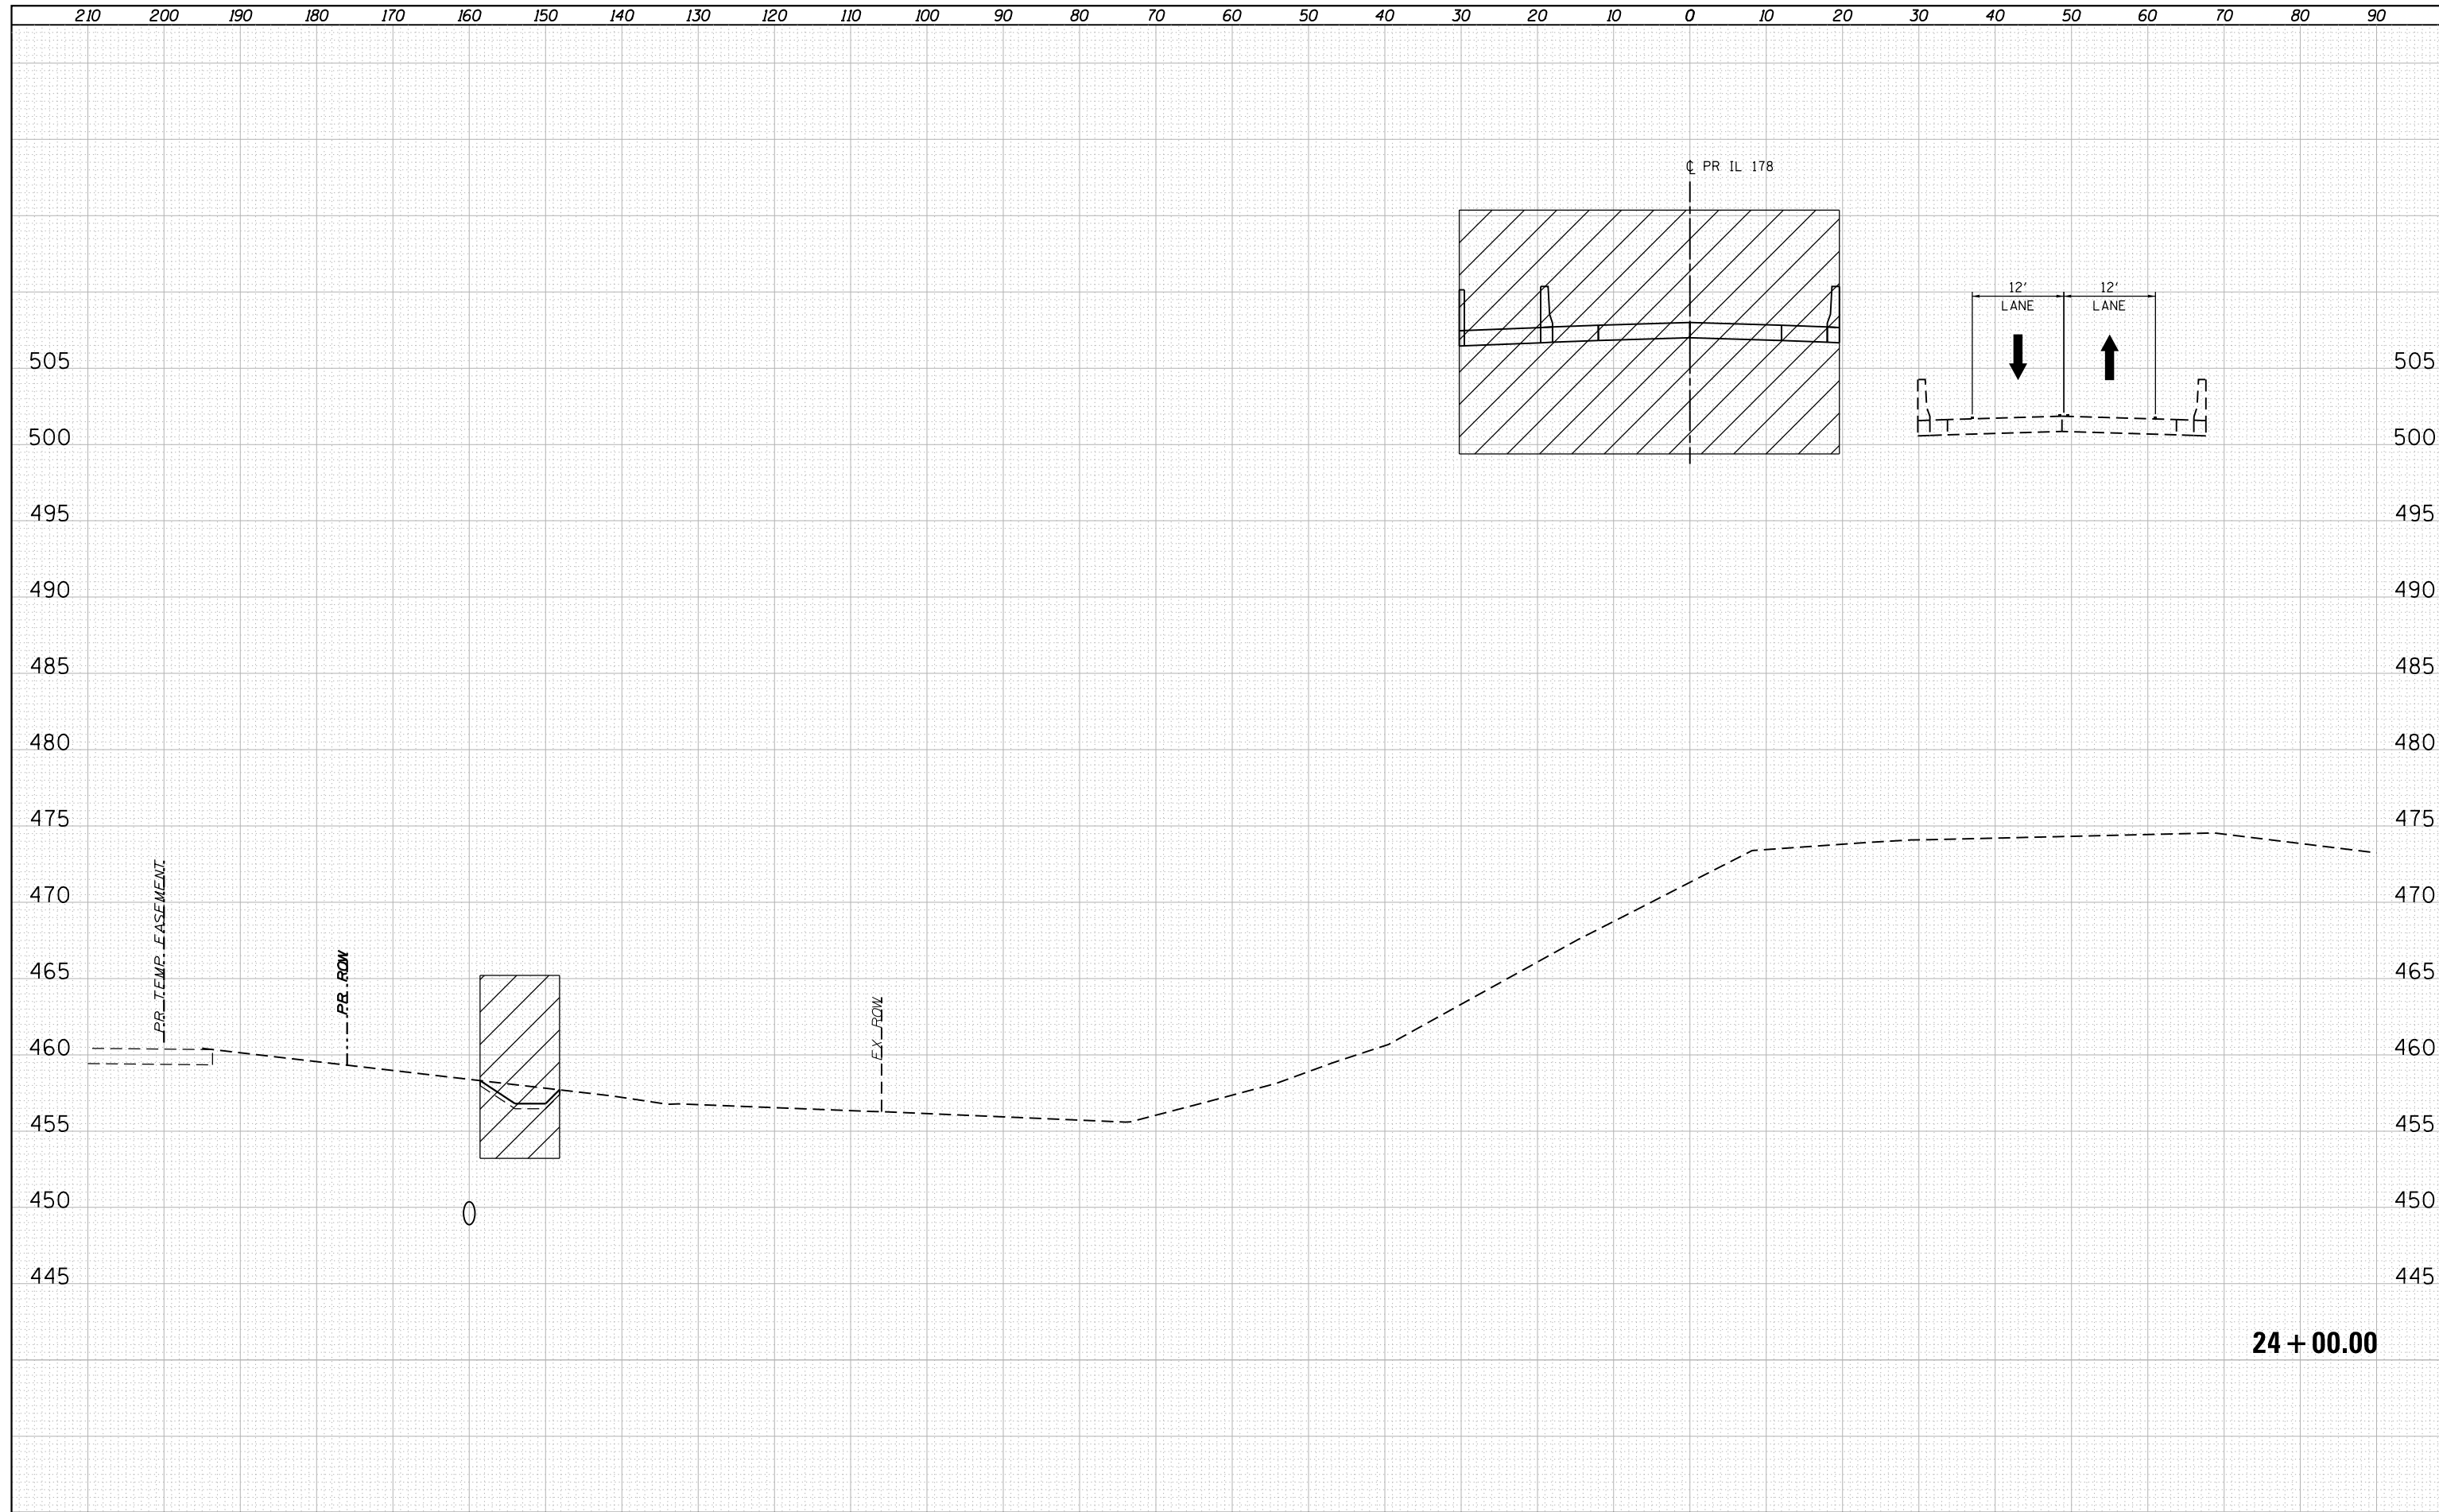 210 200 190 180 170 160 150 140 130 120 110 100 90 80 70 60 50 40 30 20 10 0 10 20 30 40 50 60 70 80 90
℄ PR IL 178
12' 12'
LANE LANE
505 505
500 500
495 495
490 490
485 485
480 480
475 475
470 470
465 465
460 460
455 455
450 450
445 445
PR TEMP EASEMENT
PR ROW
EX ROW
24+00.00